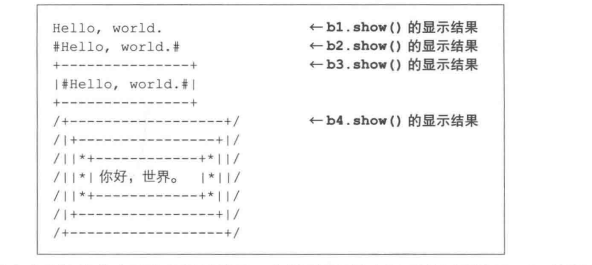 Hello, world. ←b1.show() 的显示结果
#Hello, world.# ←b2.show() 的显示结果
+---------------+ ←b3.show() 的显示结果
|#Hello, world.#|
+---------------+
/+------------------+/ ←b4.show() 的显示结果
/|+----------------+|/
/||*+------------+*||/
/||*| 你好，世界。 |*||/
/||*+------------+*||/
/|+----------------+|/
/+------------------+/